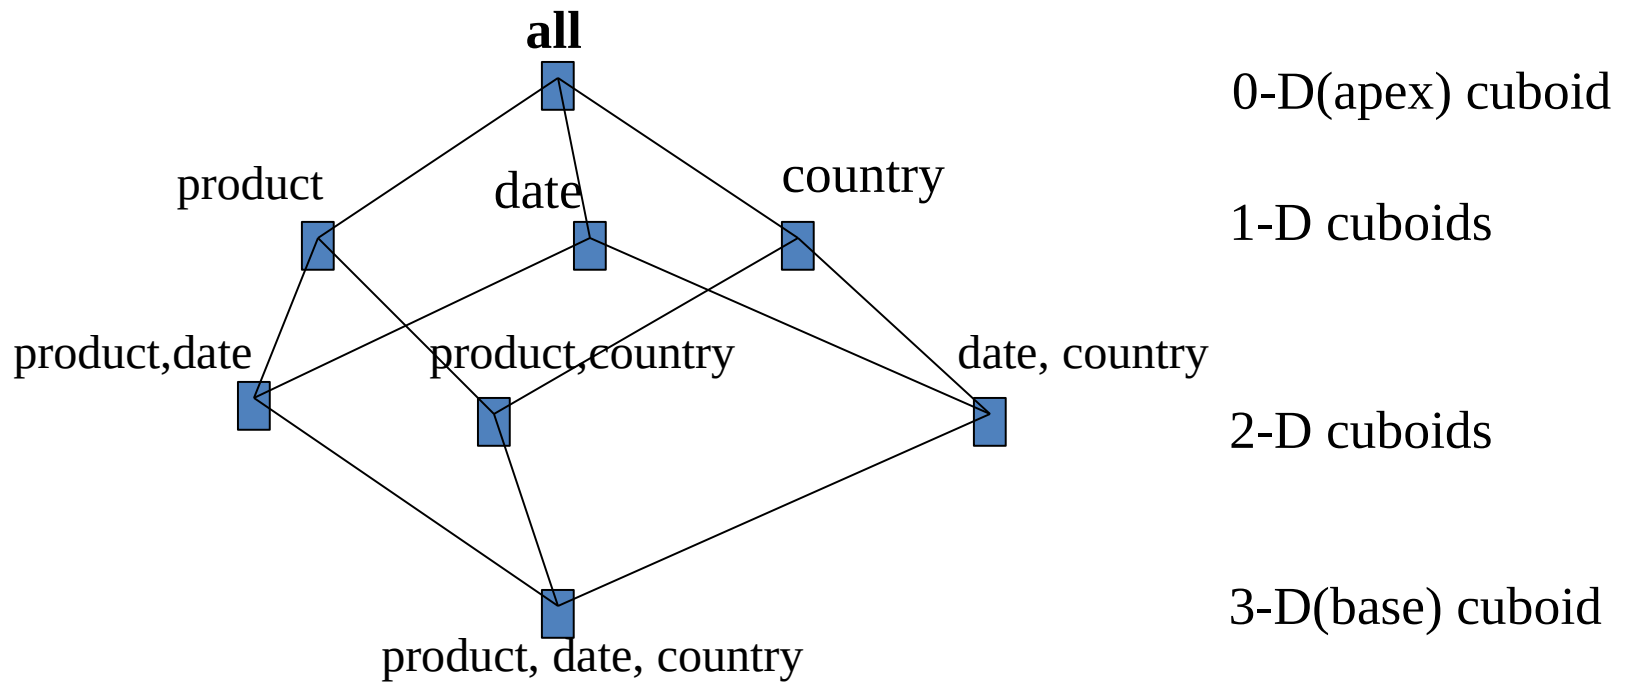 all
0-D(apex) cuboid
product
date
country
1-D cuboids
product,date
product,country
date, country
2-D cuboids
3-D(base) cuboid
product, date, country